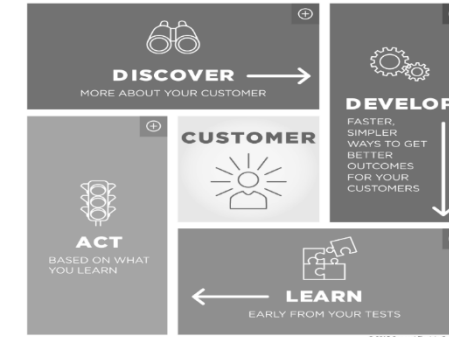 DISCOVER
MORE ABOUT YOUR CUSTOMER
DEVELOP
FASTER,
SIMPLER
WAYS TO GET
BETTER
OUTCOMES
FOR YOUR
CUSTOMERS
CUSTOMER
ACT
BASED ON WHAT
YOU LEARN
LEARN
EARLY FROM YOUR TESTS